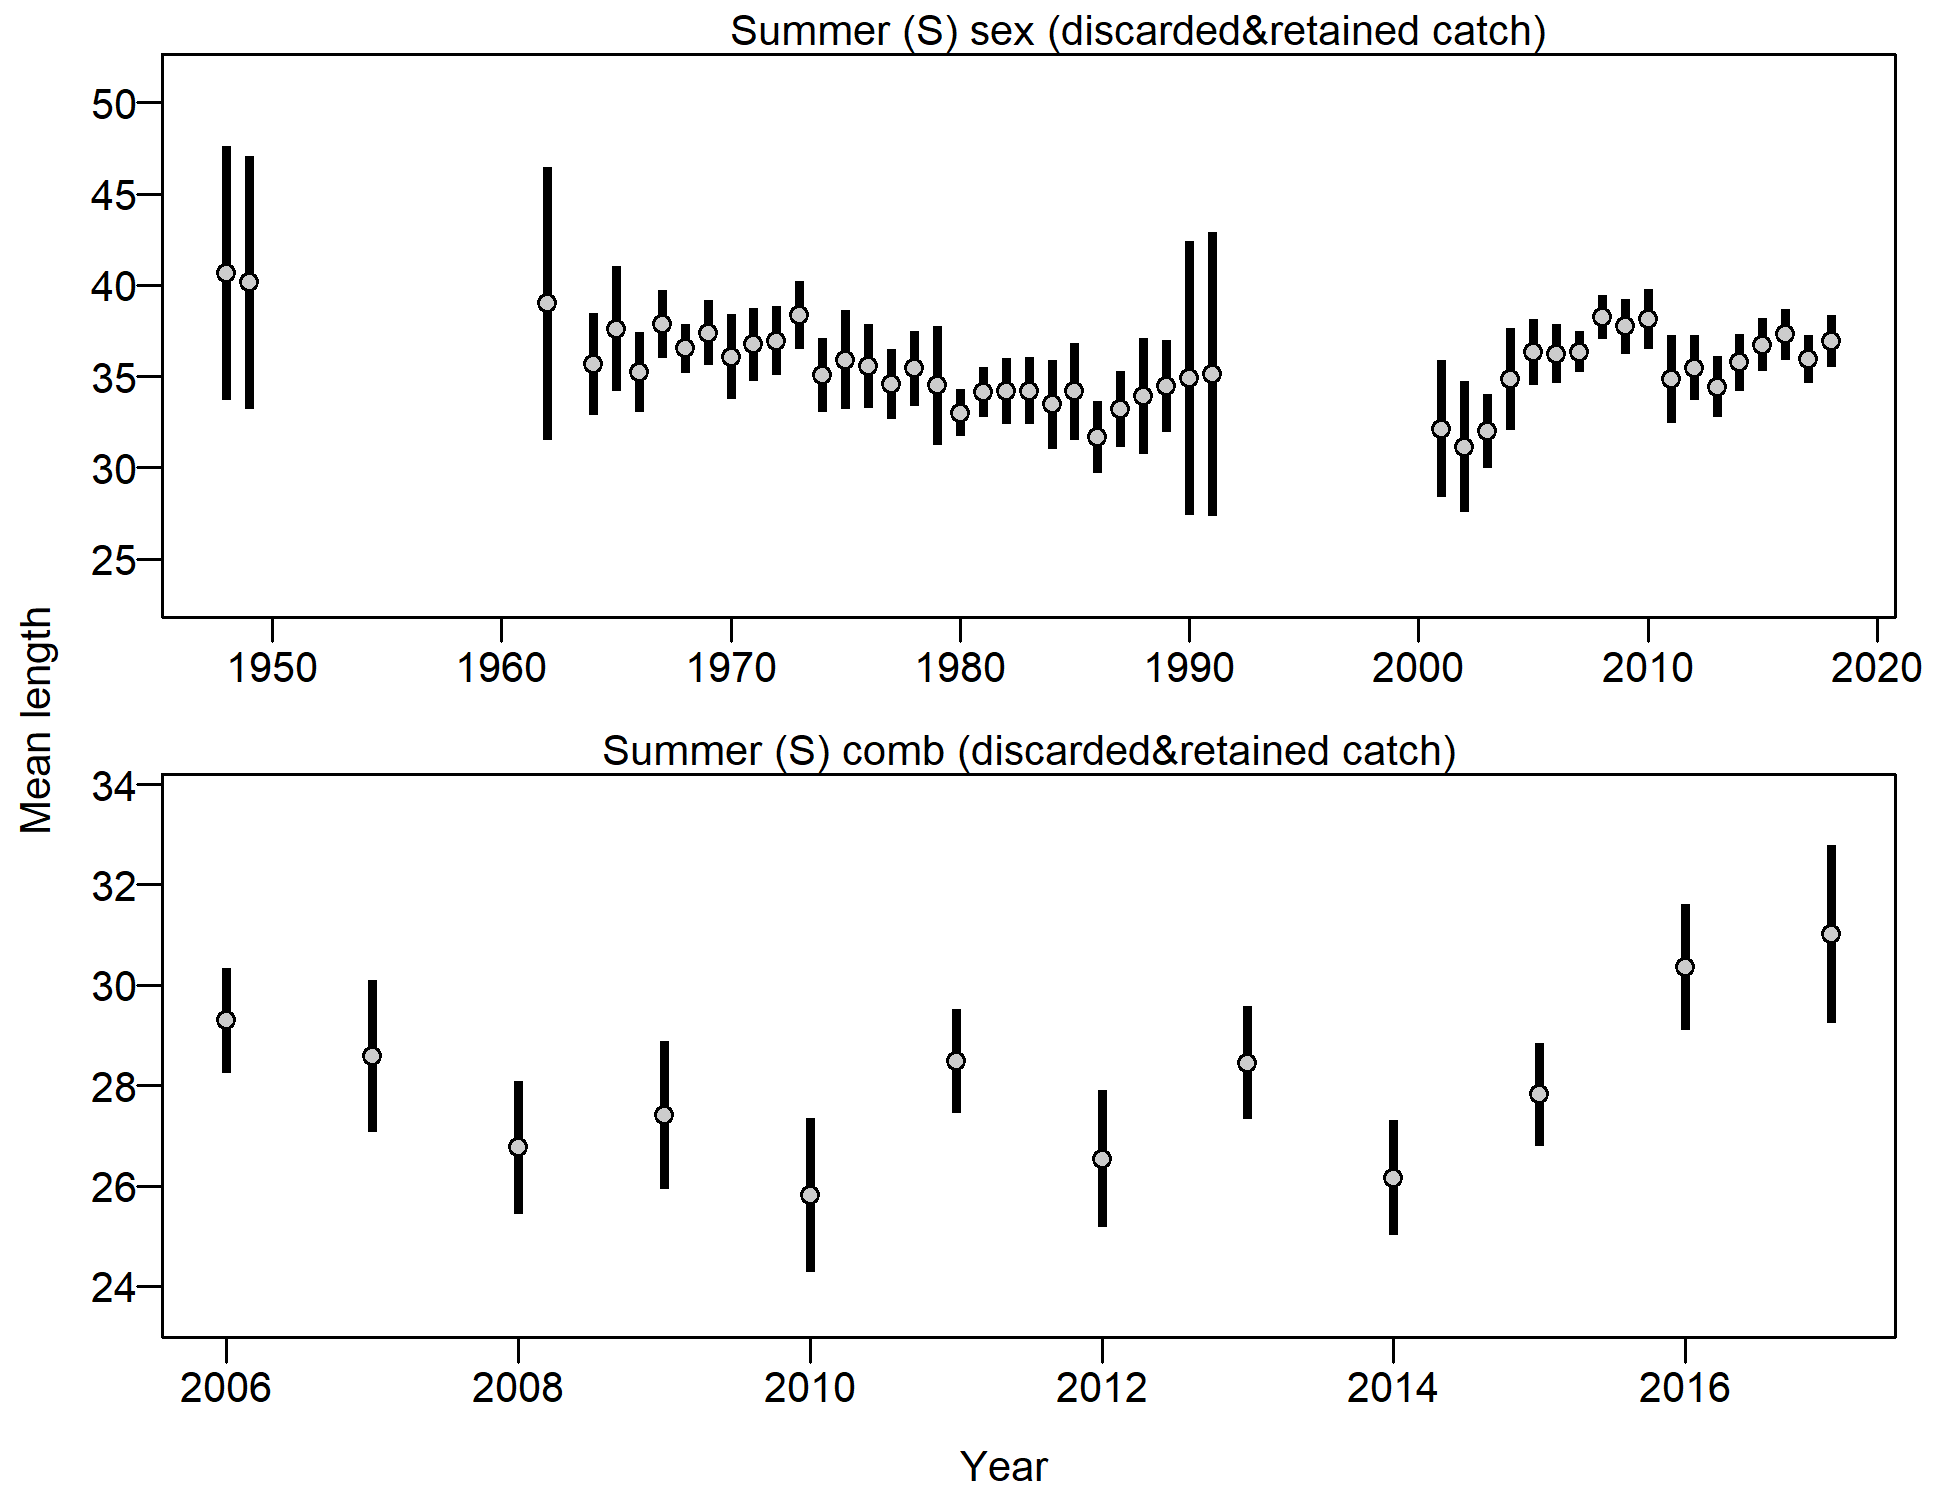 Summer (S) sex (discarded&retained catch)
50
45
40
35
30
25
1950 1960 1970 1980 1990 2000 2010 2020
Mean length
Summer (S) comb (discarded&retained catch)
34
32
30
28
26
24
2006 2008 2010 2012 2014 2016
Year